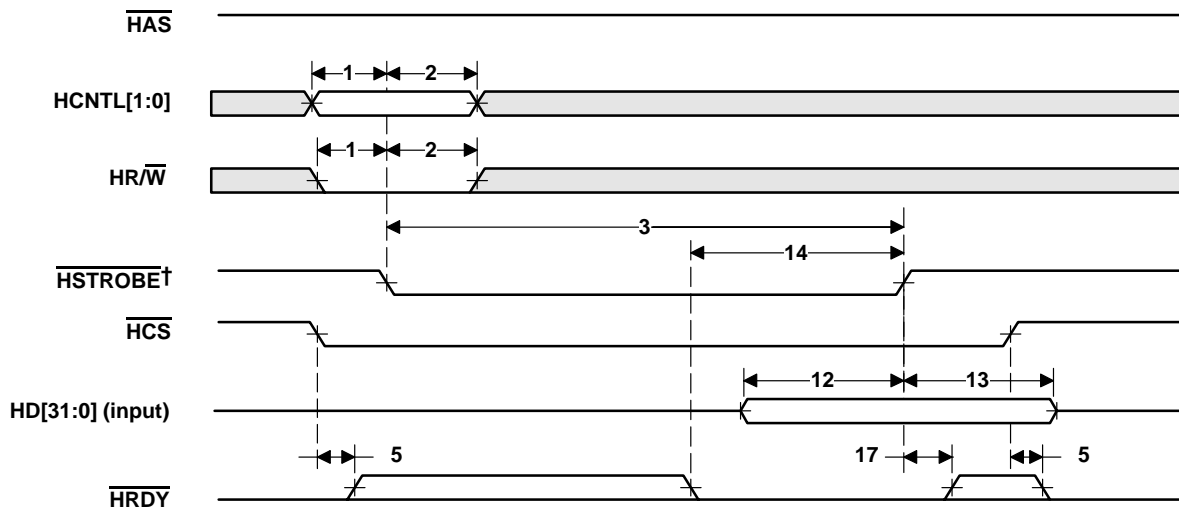 HAS
1 2
HCNTL[1:0]
1 2
HR/W
3
14
HSTROBE†
HCS
12 13
HD[31:0] (input)
5 17 5
HRDY